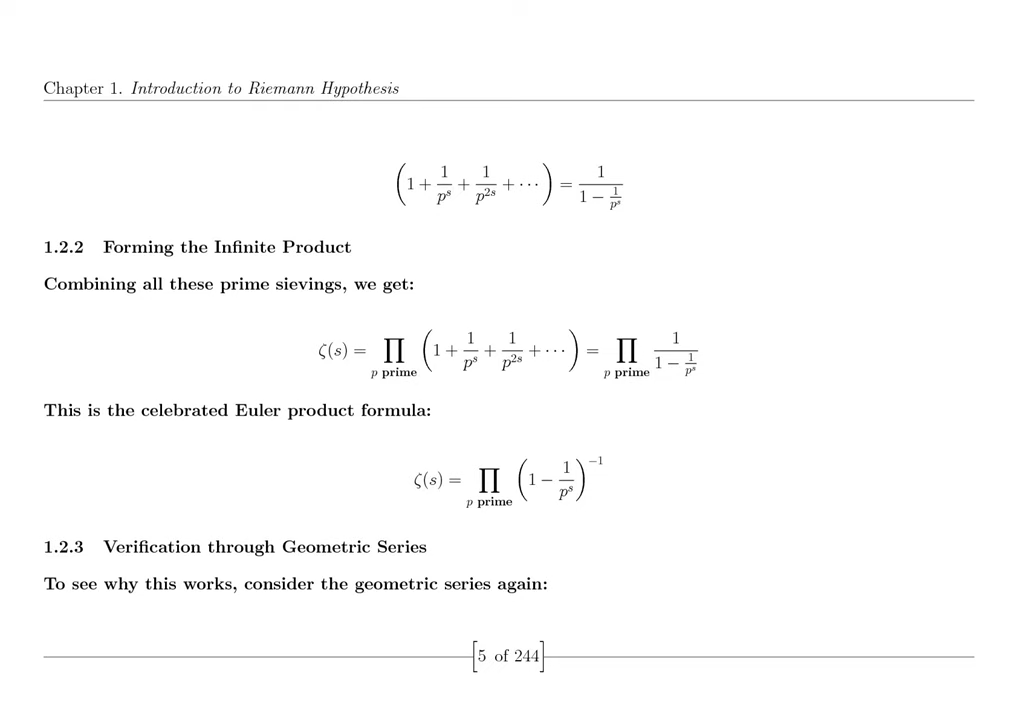 Chapter 1. Introduction to Riemann Hypothesis
(1 + 1/p^s + 1/p^{2s} + ···) = 1/(1 − 1/p^s)
1.2.2 Forming the Infinite Product
Combining all these prime sievings, we get:
ζ(s) = ∏_{p prime} (1 + 1/p^s + 1/p^{2s} + ···) = ∏_{p prime} 1/(1 − 1/p^s)
This is the celebrated Euler product formula:
ζ(s) = ∏_{p prime} (1 − 1/p^s)^{−1}
1.2.3 Verification through Geometric Series
To see why this works, consider the geometric series again:
[5 of 244]